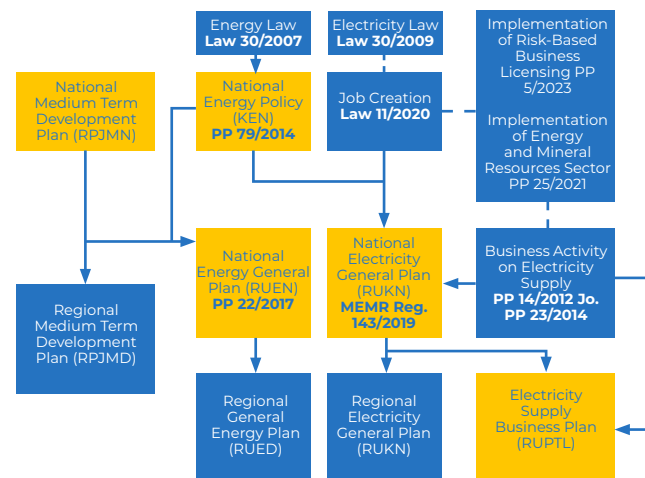 Energy Law
Law 30/2007
Electricity Law
Law 30/2009
Implementation
of Risk-Based
Business
Licensing PP
5/2023
Implementation
of Energy
and Mineral
Resources Sector
PP 25/2021
National
Medium Term
Development
Plan (RPJMN)
National
Energy Policy
(KEN)
PP 79/2014
Job Creation
Law 11/2020
National
Energy General
Plan (RUEN)
PP 22/2017
National
Electricity
General Plan
(RUKN)
MEMR Reg.
143/2019
Business Activity
on Electricity
Supply
PP 14/2012 Jo.
PP 23/2014
Regional
Medium Term
Development
Plan (RPJMD)
Regional
General
Energy Plan
(RUED)
Regional
Electricity
General Plan
(RUKN)
Electricity
Supply
Business Plan
(RUPTL)